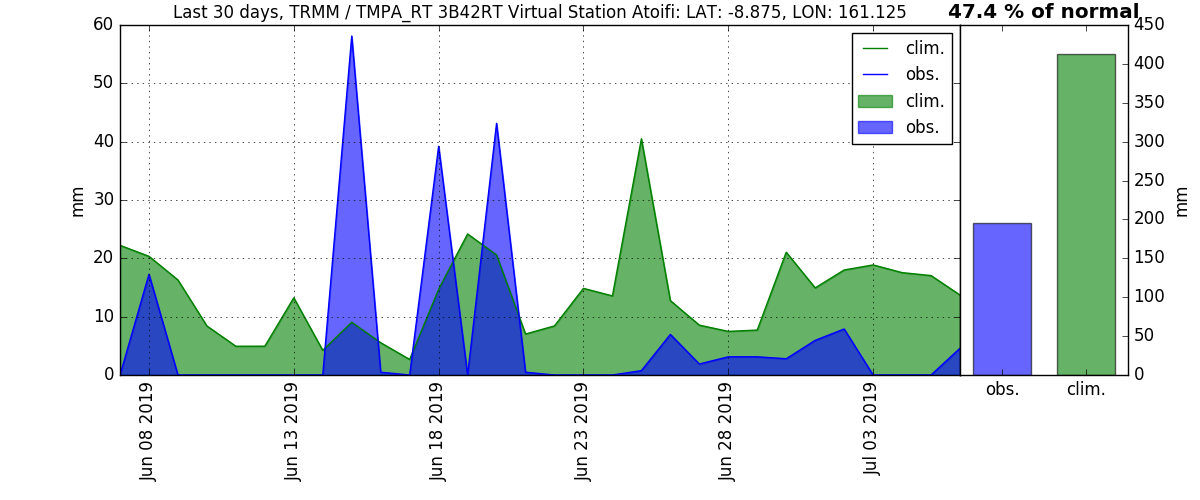 Last 30 days, TRMM / TMPA_RT 3B42RT Virtual Station Atoifi: LAT: -8.875, LON: 161.125
47.4 % of normal
60
50
40
30
20
10
0
mm
clim.
obs.
clim.
obs.
Jun 08 2019
Jun 13 2019
Jun 18 2019
Jun 23 2019
Jun 28 2019
Jul 03 2019
450
400
350
300
250
200
150
100
50
0
mm
obs.
clim.